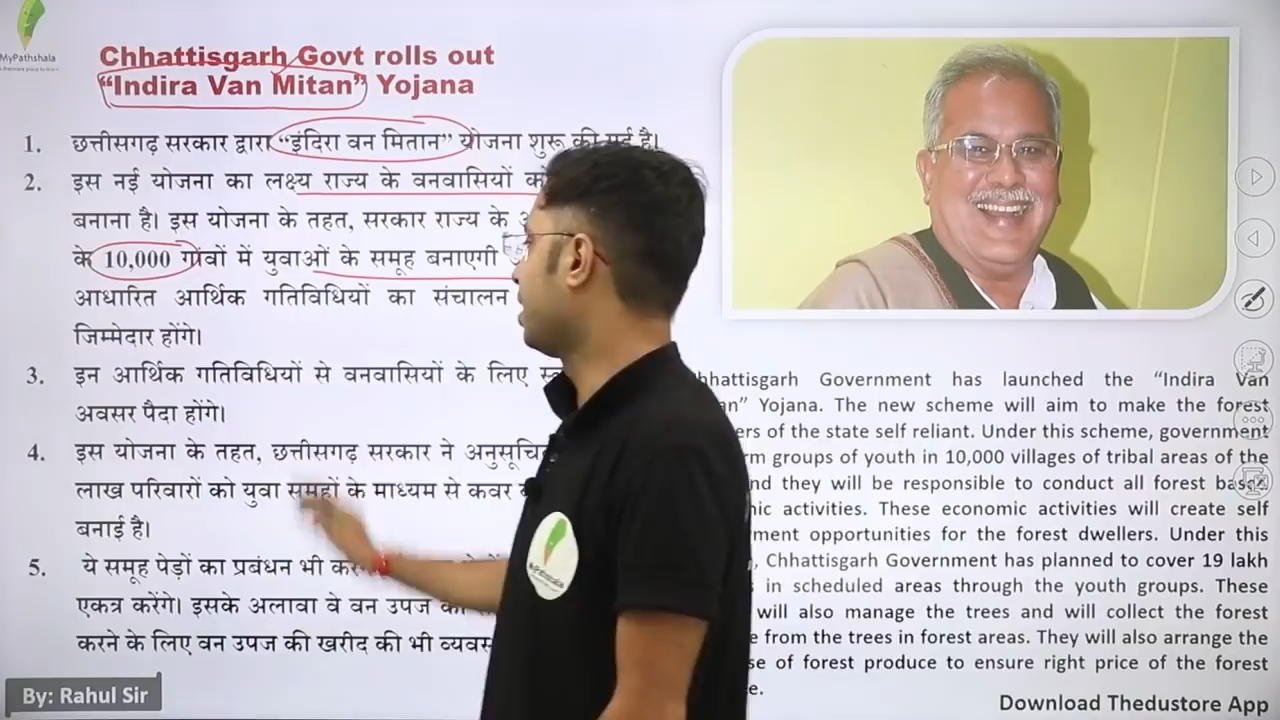 MyPathshala
Chhattisgarh Govt rolls out
“Indira Van Mitan” Yojana
1. छत्तीसगढ़ सरकार द्वारा “इंदिरा वन मितान” योजना शुरू की गई है।
2. इस नई योजना का लक्ष्य राज्य के वनवासियों को
बनाना है। इस योजना के तहत, सरकार राज्य के
के 10,000 गांवों में युवाओं के समूह बनाएगी
आधारित आर्थिक गतिविधियों का संचालन
जिम्मेदार होंगे।
3. इन आर्थिक गतिविधियों से वनवासियों के लिए
अवसर पैदा होंगे।
4. इस योजना के तहत, छत्तीसगढ़ सरकार ने
लाख परिवारों को युवा समूहों के माध्यम से कवर
बनाई है।
5. ये समूह पेड़ों का प्रबंधन भी
एकत्र करेंगे। इसके अलावा वे वन उपज
करने के लिए वन उपज की खरीद की भी
Chhattisgarh Government has launched the “Indira Van
Yojana. The new scheme will aim to make the forest
of the state self reliant. Under this scheme, government
groups of youth in 10,000 villages of tribal areas of the
they will be responsible to conduct all forest based
activities. These economic activities will create self
opportunities for the forest dwellers. Under this
Chhattisgarh Government has planned to cover 19 lakh
in scheduled areas through the youth groups. These
will also manage the trees and will collect the forest
from the trees in forest areas. They will also arrange the
of forest produce to ensure right price of the forest
By: Rahul Sir
Download Thedustore App